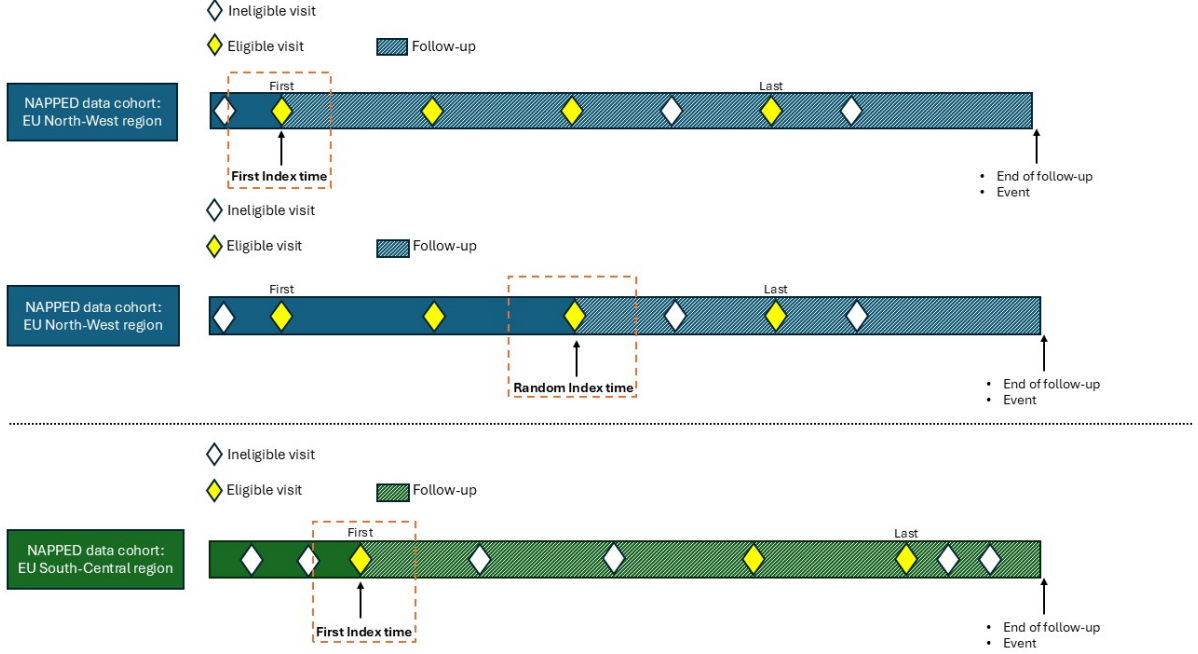 Ineligible visit
Eligible visit
Follow-up
First
Last
NAPPED data cohort:
EU North-West region
First Index time
• End of follow-up
• Event
Ineligible visit
Eligible visit
Follow-up
First
Last
NAPPED data cohort:
EU North-West region
Random Index time
• End of follow-up
• Event
Ineligible visit
Eligible visit
Follow-up
First
Last
NAPPED data cohort:
EU South-Central region
First Index time
• End of follow-up
• Event